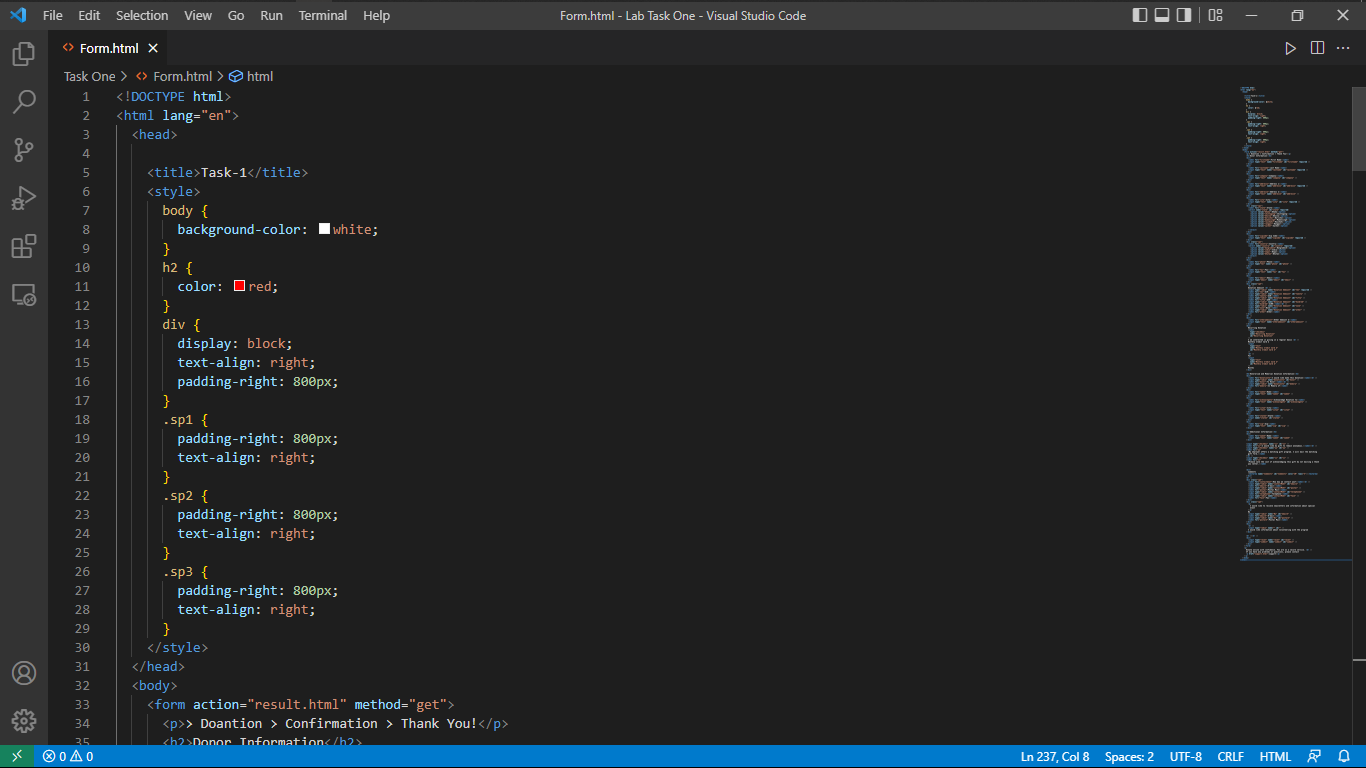 File Edit Selection View Go Run Terminal Help Form.html - Lab Task One - Visual Studio Code
Form.html
Task One > Form.html > html
1 <!DOCTYPE html>
2 <html lang="en">
3 <head>
4
5 <title>Task-1</title>
6 <style>
7 body {
8 background-color: white;
9 }
10 h2 {
11 color: red;
12 }
13 div {
14 display: block;
15 text-align: right;
16 padding-right: 800px;
17 }
18 .sp1 {
19 padding-right: 800px;
20 text-align: right;
21 }
22 .sp2 {
23 padding-right: 800px;
24 text-align: right;
25 }
26 .sp3 {
27 padding-right: 800px;
28 text-align: right;
29 }
30 </style>
31 </head>
32 <body>
33 <form action="result.html" method="get">
34 <p>> Doantion > Confirmation > Thank You!</p>
35 <h2>Donor Information</h2>
0 0 Ln 237, Col 8 Spaces: 2 UTF-8 CRLF HTML